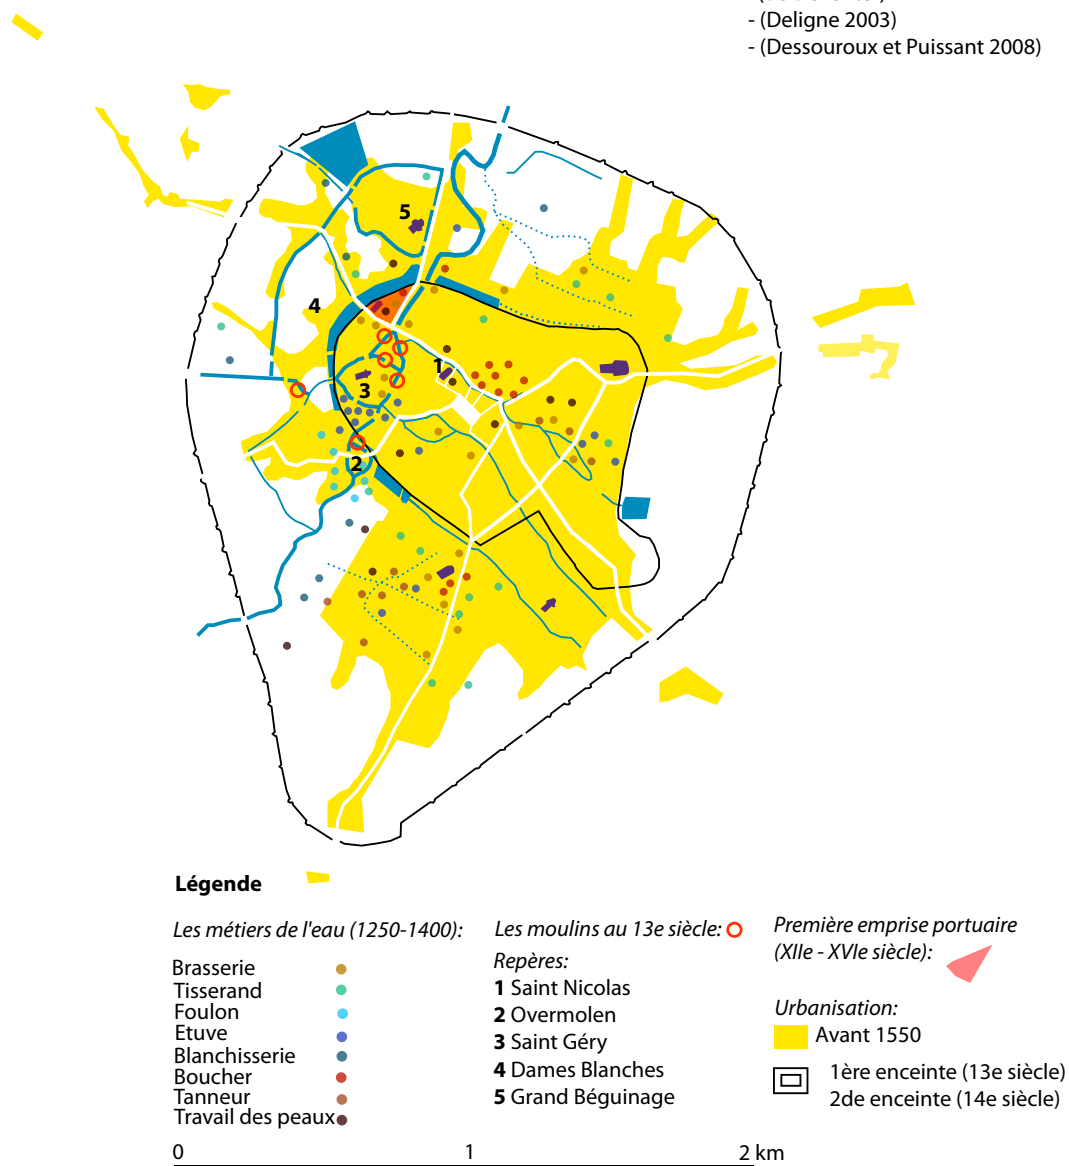 - (Deligne 2003)
- (Dessouroux et Puissant 2008)
5
4
1
3
2
Légende
Les métiers de l'eau (1250-1400):
Brasserie
Tisserand
Foulon
Etuve
Blanchisserie
Boucher
Tanneur
Travail des peaux
Les moulins au 13e siècle:
Repères:
1 Saint Nicolas
2 Overmolen
3 Saint Géry
4 Dames Blanches
5 Grand Béguinage
Première emprise portuaire
(XIIe - XVIe siècle):
Urbanisation:
Avant 1550
1ère enceinte (13e siècle)
2de enceinte (14e siècle)
0 1 2 km